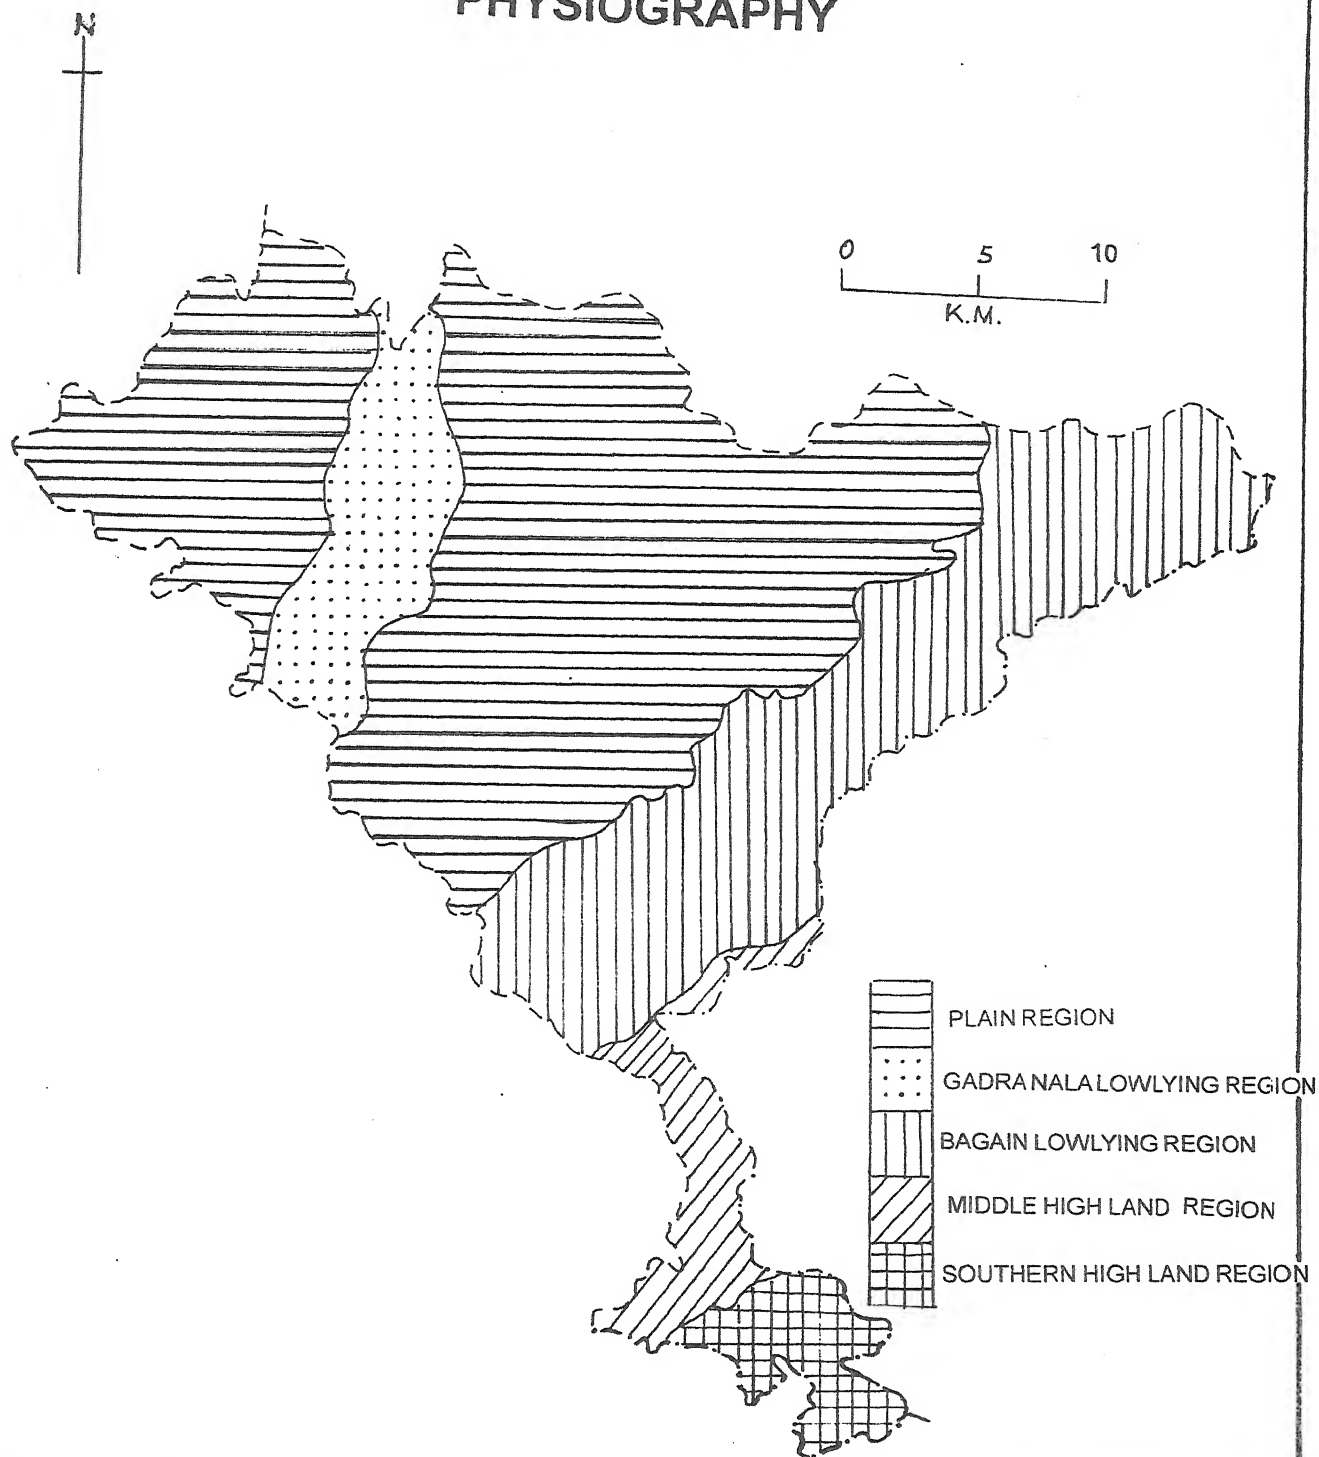 PHYSIOGRAPHY
N
0 5 10
K.M.
PLAIN REGION
GADRA NALA LOWLYING REGION
BAGAIN LOWLYING REGION
MIDDLE HIGH LAND REGION
SOUTHERN HIGH LAND REGION